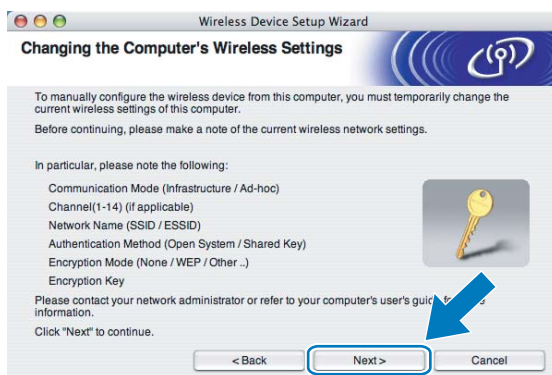 Wireless Device Setup Wizard
Changing the Computer's Wireless Settings
To manually configure the wireless device from this computer, you must temporarily change the
current wireless settings of this computer.
Before continuing, please make a note of the current wireless network settings.
In particular, please note the following:
Communication Mode (Infrastructure / Ad-hoc)
Channel(1-14) (if applicable)
Network Name (SSID / ESSID)
Authentication Method (Open System / Shared Key)
Encryption Mode (None / WEP / Other ..)
Encryption Key
Please contact your network administrator or refer to your computer's user's
information.
Click "Next" to continue.
< Back Next > Cancel